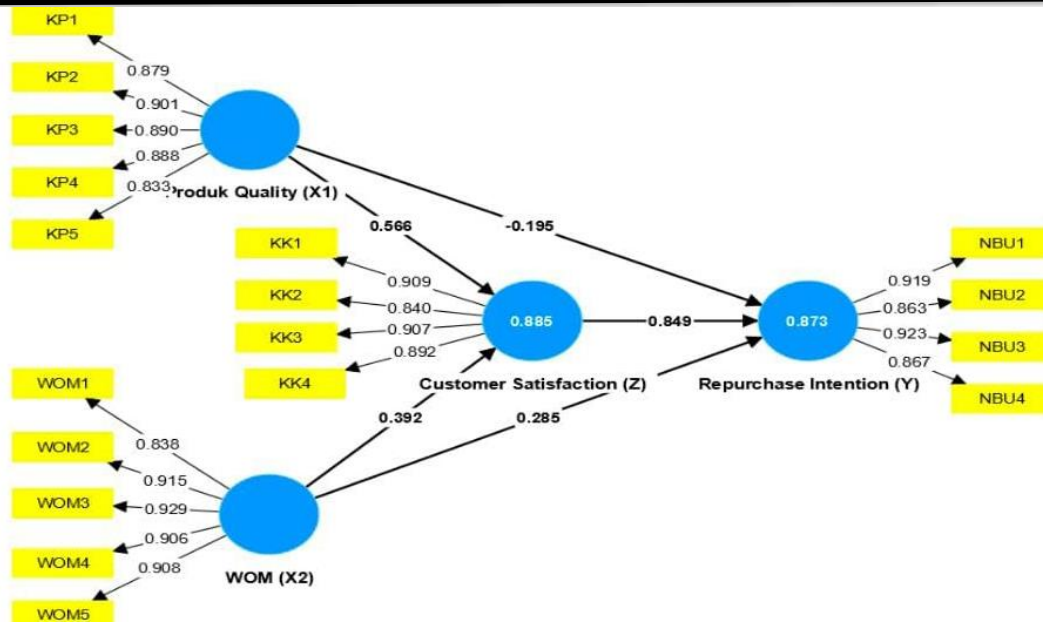 KP1
0.879
KP2
0.901
KP3
0.890
KP4
0.888
0.833
KP5
Produk Quality (X1)
0.566
-0.195
KK1
0.909
KK2
0.840
KK3
0.907
KK4
0.892
0.885
Customer Satisfaction (Z)
0.849
0.873
Repurchase Intention (Y)
NBU1
0.919
NBU2
0.863
NBU3
0.923
NBU4
0.867
0.392
0.285
WOM1
0.838
WOM2
0.915
WOM3
0.929
WOM4
0.906
0.908
WOM5
WOM (X2)